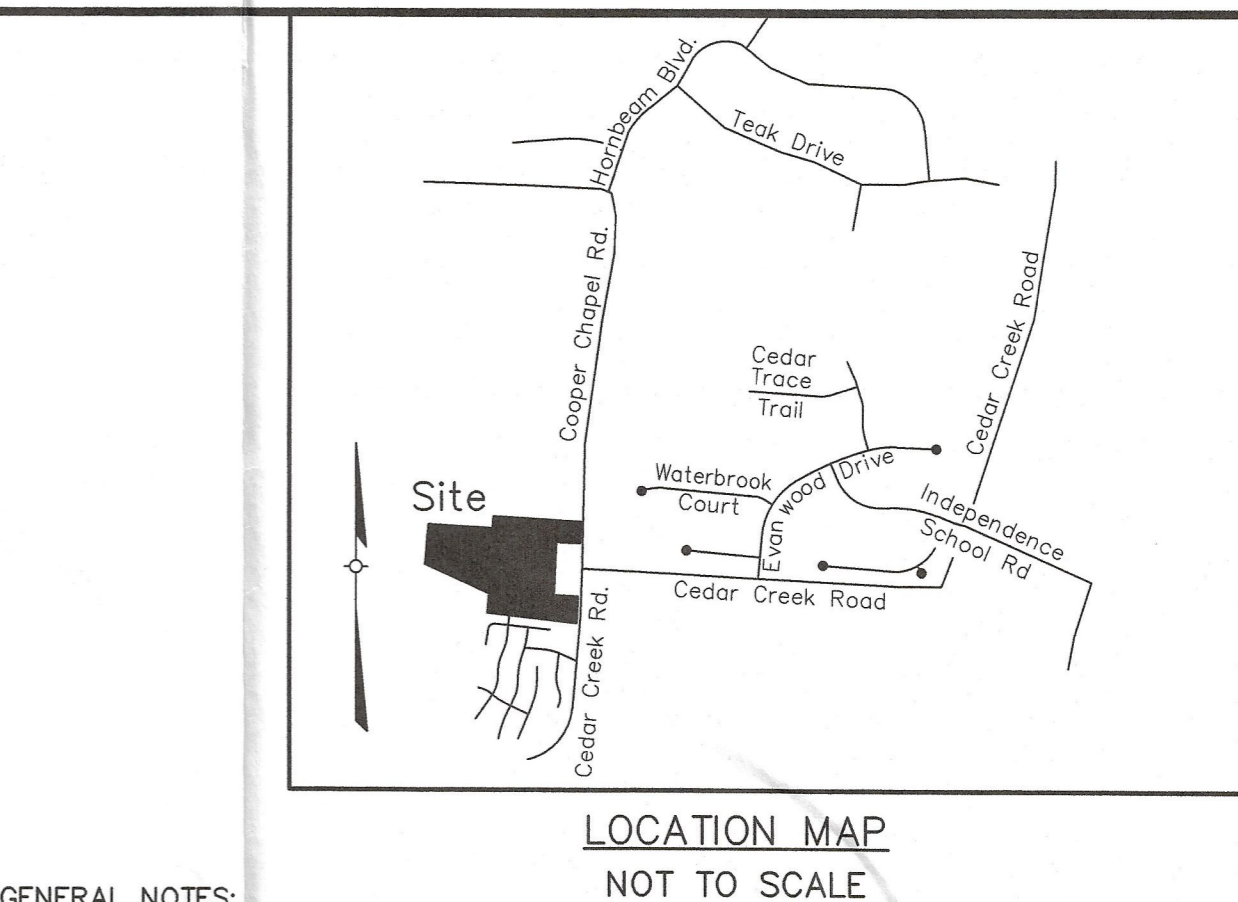 Hornbeam Blvd.
Teak Drive
Cooper Chapel Rd.
Cedar Creek Road
Cedar
Trace
Trail
Site
Waterbrook
Court
Evan wood Drive
Independence
School Rd
Cedar Creek Road
Cedar Creek Rd.
LOCATION MAP
NOT TO SCALE
GENERAL NOTES: